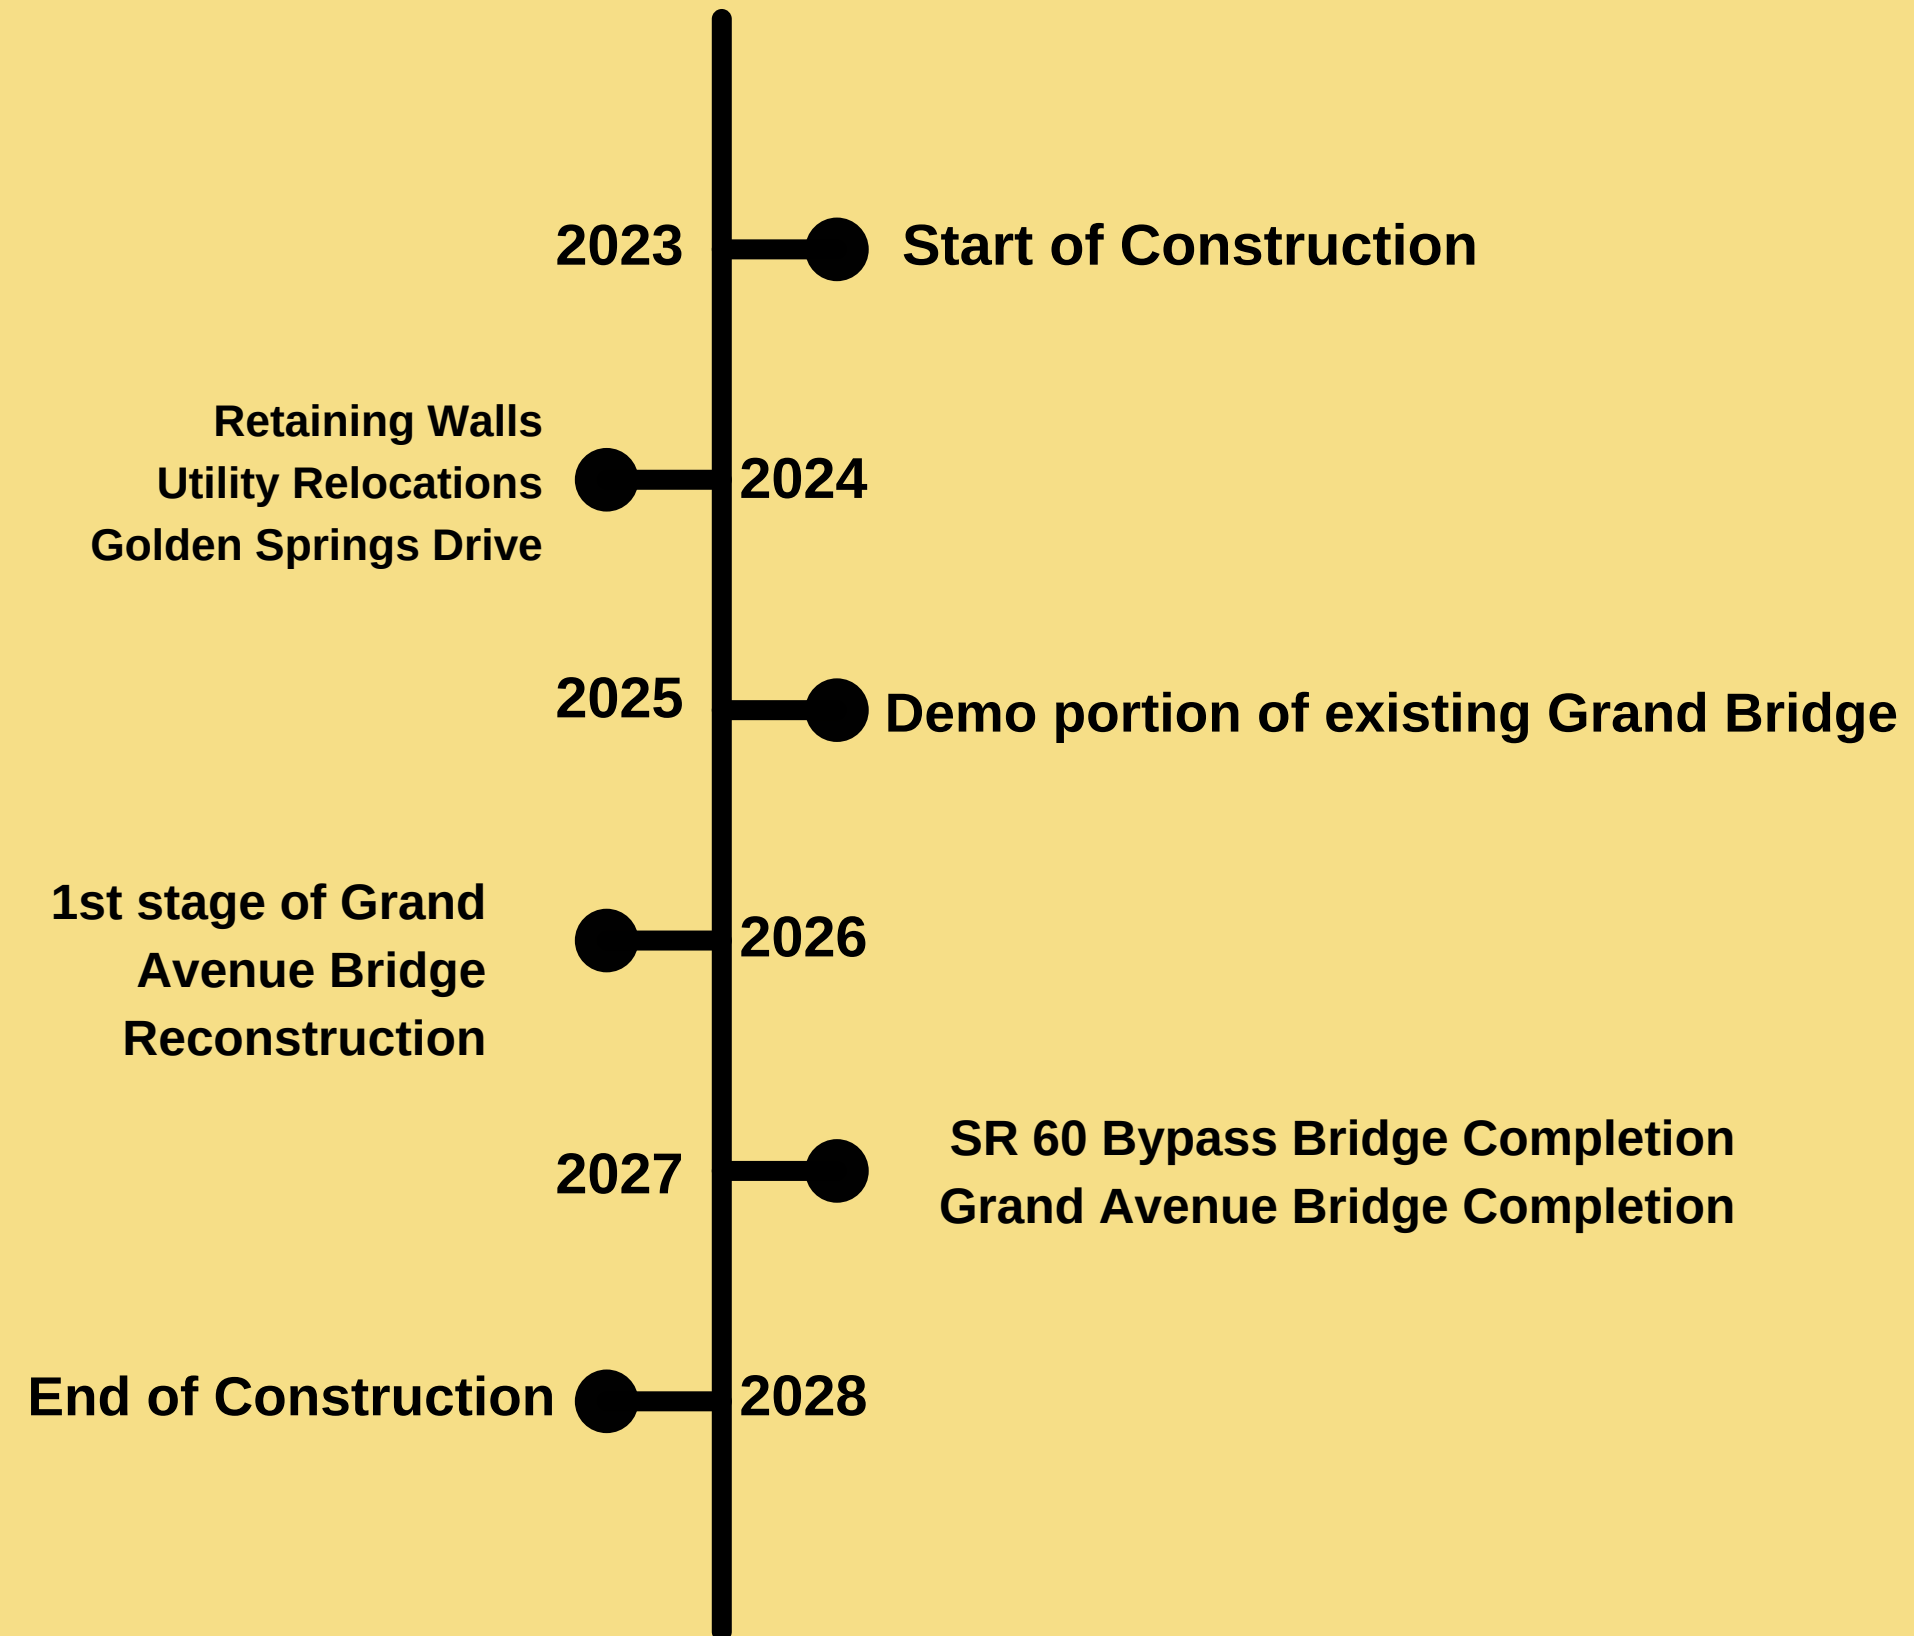 2023
Start of Construction
Retaining Walls
Utility Relocations
Golden Springs Drive
2024
2025
Demo portion of existing Grand Bridge
1st stage of Grand
Avenue Bridge
Reconstruction
2026
2027
SR 60 Bypass Bridge Completion
Grand Avenue Bridge Completion
End of Construction
2028